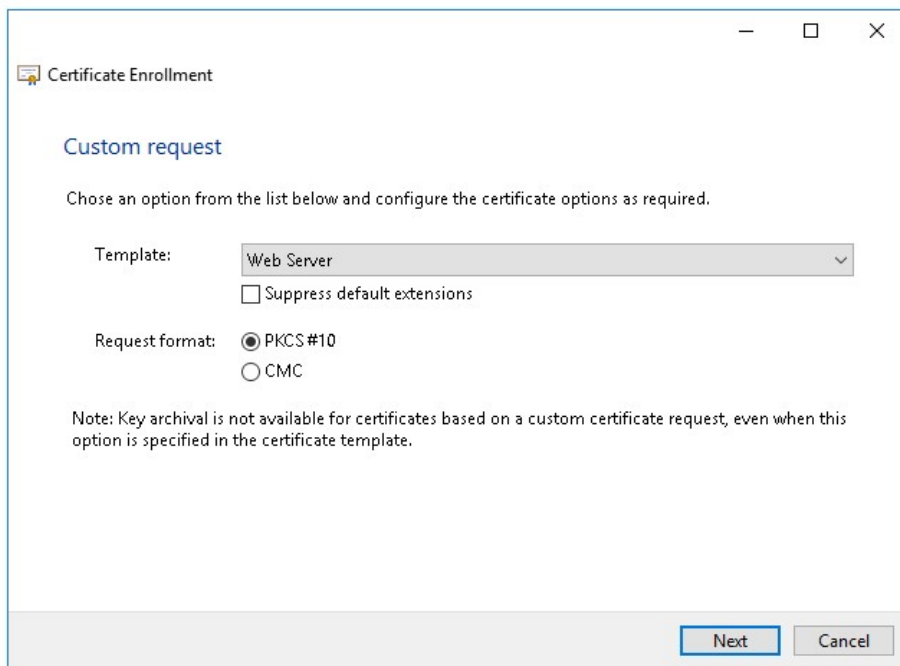 Certificate Enrollment
Custom request
Chose an option from the list below and configure the certificate options as required.
Template:
Web Server
Suppress default extensions
Request format:
PKCS #10
CMC
Note: Key archival is not available for certificates based on a custom certificate request, even when this
option is specified in the certificate template.
Next
Cancel